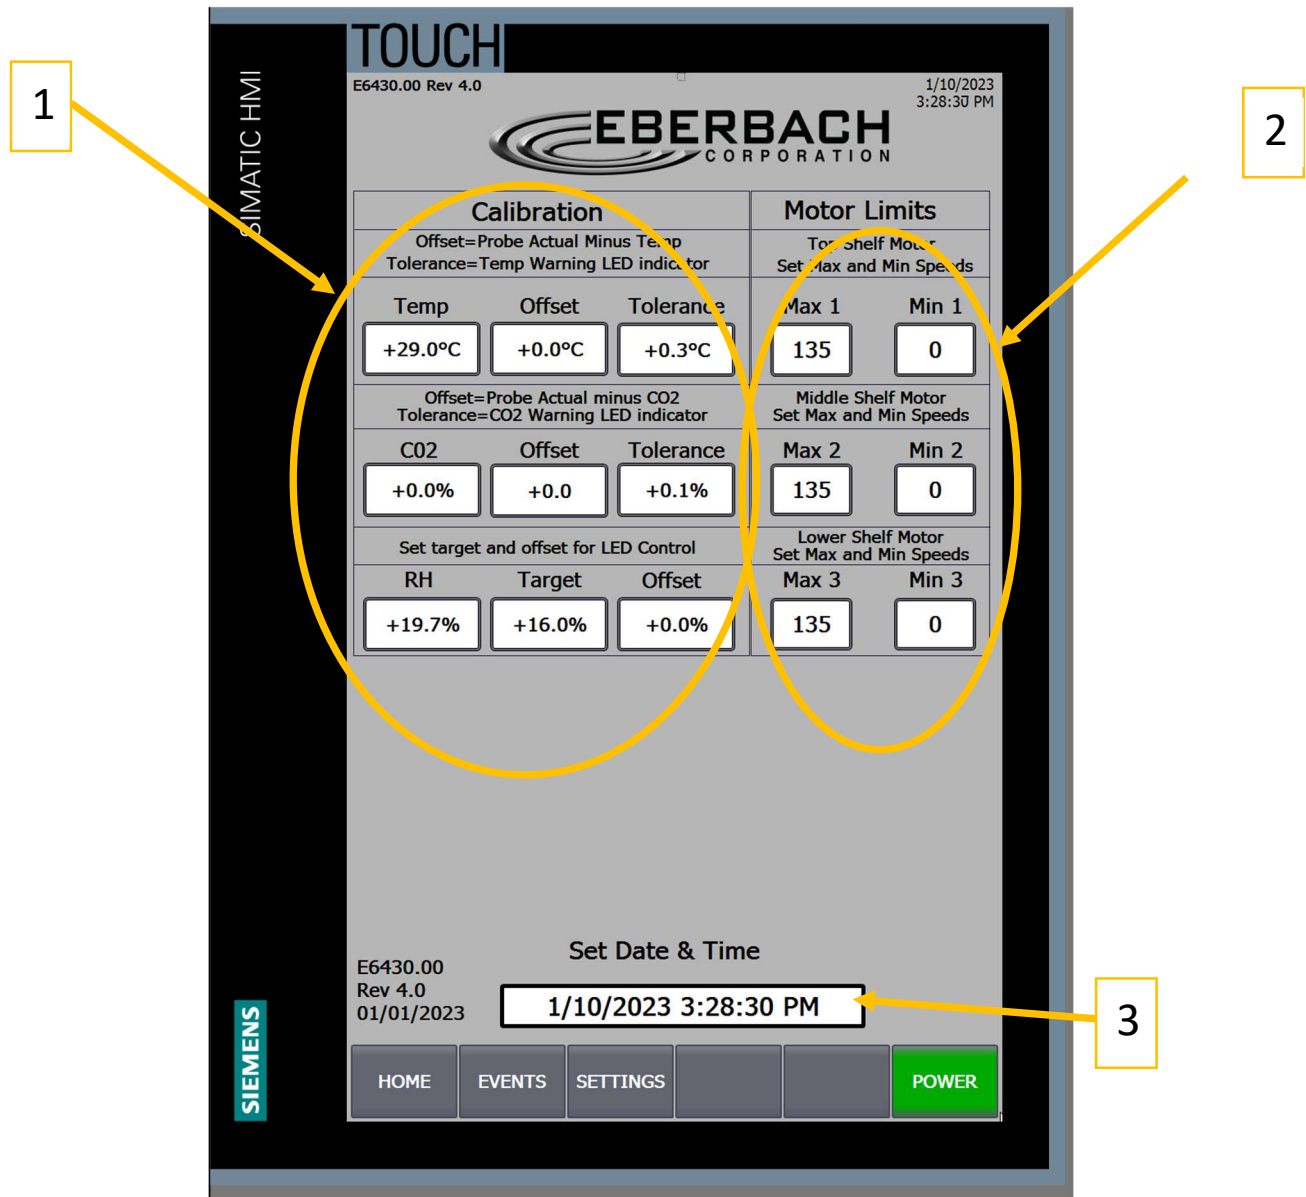 TOUCH
SIMATIC HMI
1
2
E6430.00 Rev 4.0
1/10/2023
3:28:30 PM
EBERBACH
CORPORATION
Calibration
Motor Limits
Offset=Probe Actual Minus Temp
Tolerance=Temp Warning LED indicator
Top Shelf Motor
Set Max and Min Speeds
Temp Offset Tolerance
Max 1 Min 1
+29.0°C +0.0°C +0.3°C
135 0
Offset=Probe Actual minus CO2
Tolerance=CO2 Warning LED indicator
Middle Shelf Motor
Set Max and Min Speeds
C02 Offset Tolerance
Max 2 Min 2
+0.0% +0.0 +0.1%
135 0
Set target and offset for LED Control
Lower Shelf Motor
Set Max and Min Speeds
RH Target Offset
Max 3 Min 3
+19.7% +16.0% +0.0%
135 0
Set Date & Time
E6430.00
Rev 4.0
01/01/2023
1/10/2023 3:28:30 PM
3
SIEMENS
HOME EVENTS SETTINGS POWER